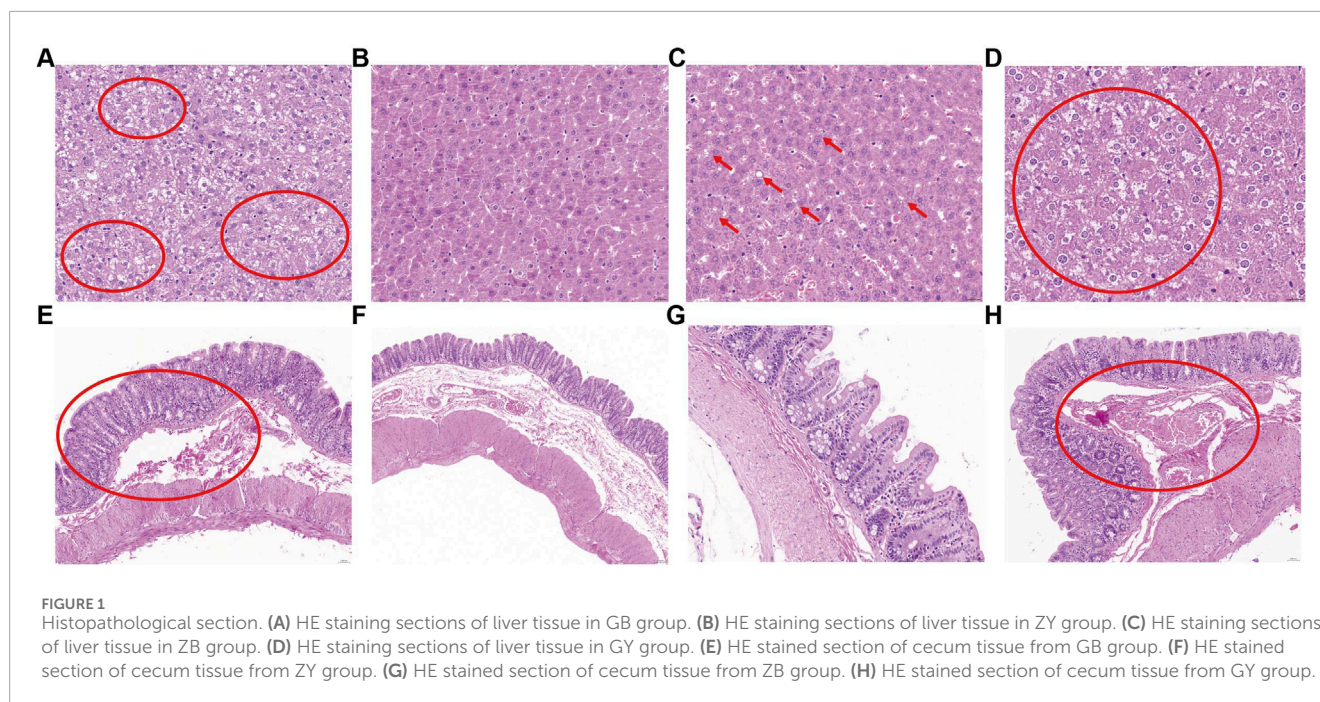 A B C D
E F G H
FIGURE 1
Histopathological section. (A) HE staining sections of liver tissue in GB group. (B) HE staining sections of liver tissue in ZY group. (C) HE staining sections
of liver tissue in ZB group. (D) HE staining sections of liver tissue in GY group. (E) HE stained section of cecum tissue from GB group. (F) HE stained
section of cecum tissue from ZY group. (G) HE stained section of cecum tissue from ZB group. (H) HE stained section of cecum tissue from GY group.